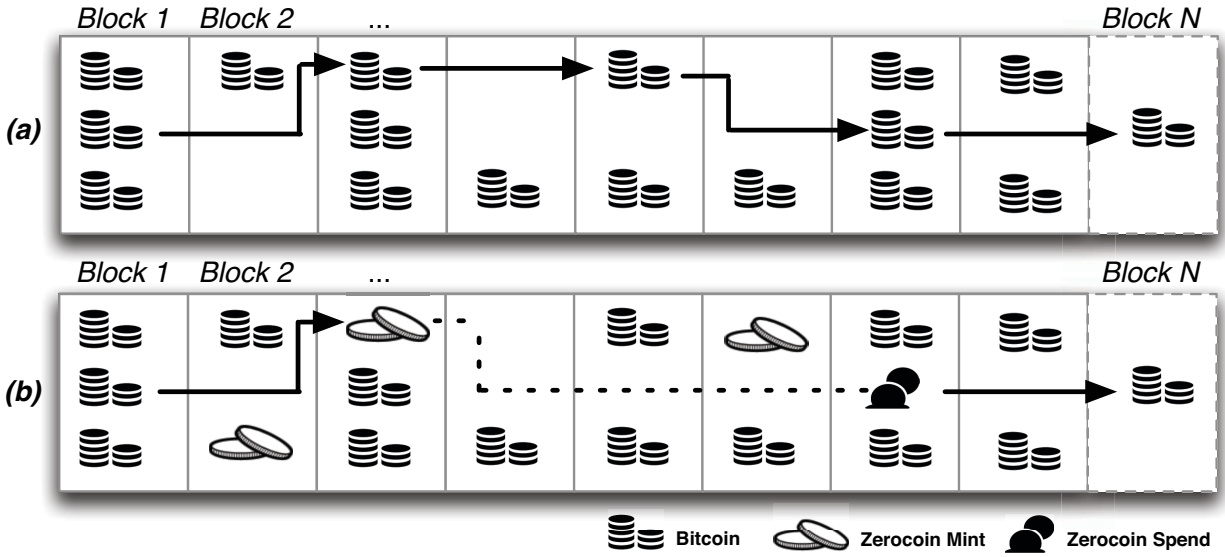 Block 1 Block 2 ... Block N
(a)
Block 1 Block 2 ... Block N
(b)
Bitcoin Zerocoin Mint Zerocoin Spend